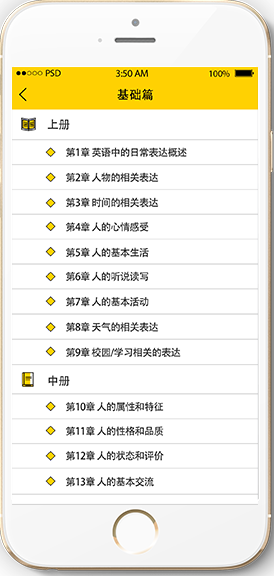 PSD 3:50 AM 100%
基础篇
上册
第1章 英语中的日常表达概述
第2章 人物的相关表达
第3章 时间的相关表达
第4章 人的心情感受
第5章 人的基本生活
第6章 人的听说读写
第7章 人的基本活动
第8章 天气的相关表达
第9章 校园/学习相关的表达
中册
第10章 人的属性和特征
第11章 人的性格和品质
第12章 人的状态和评价
第13章 人的基本交流